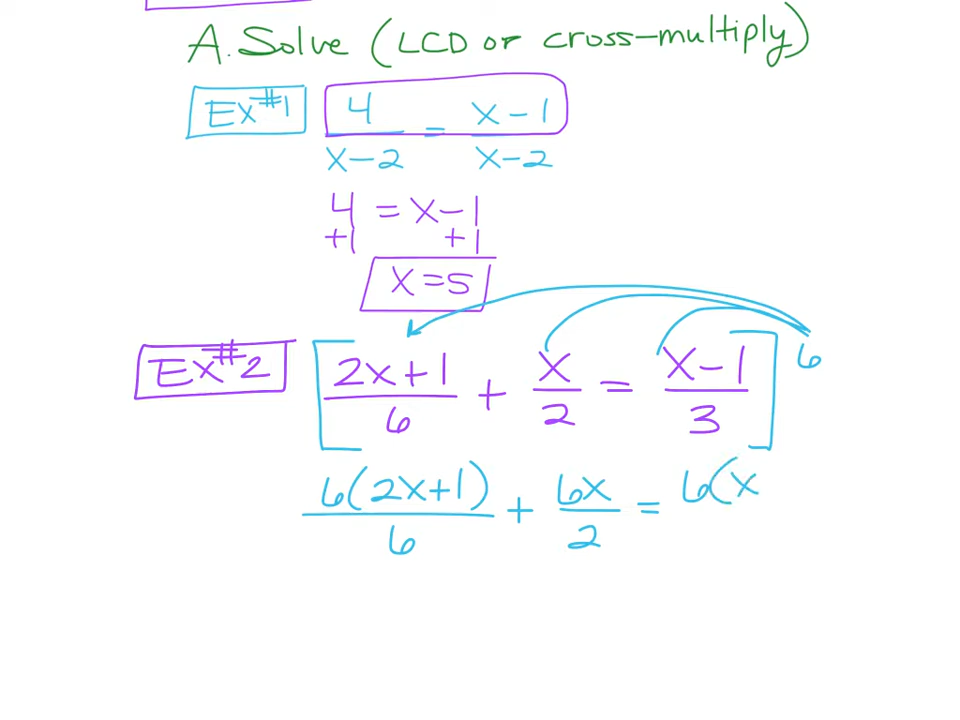 A. Solve (LCD or cross-multiply)
Ex#1 4/x-2 = x-1/x-2
4 = x-1
+1 +1
x=5
Ex#2 [2x+1/6 + x/2 = x-1/3] 6
6(2x+1)/6 + 6x/2 = 6(x